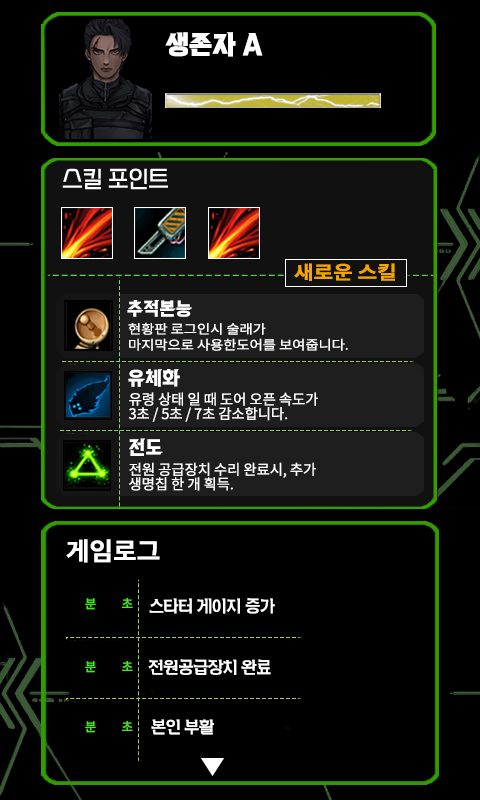 생존자 A
스킬 포인트
새로운 스킬
추적본능
현황판 로그인시 술래가
마지막으로 사용한도어를 보여줍니다.
유체화
유령 상태 일 때 도어 오픈 속도가
3초 / 5초 / 7초 감소합니다.
전도
전원 공급장치 수리 완료시, 추가
생명칩 한 개 획득.
게임로그
분 초 스타터 게이지 증가
분 초 전원공급장치 완료
분 초 본인 부활